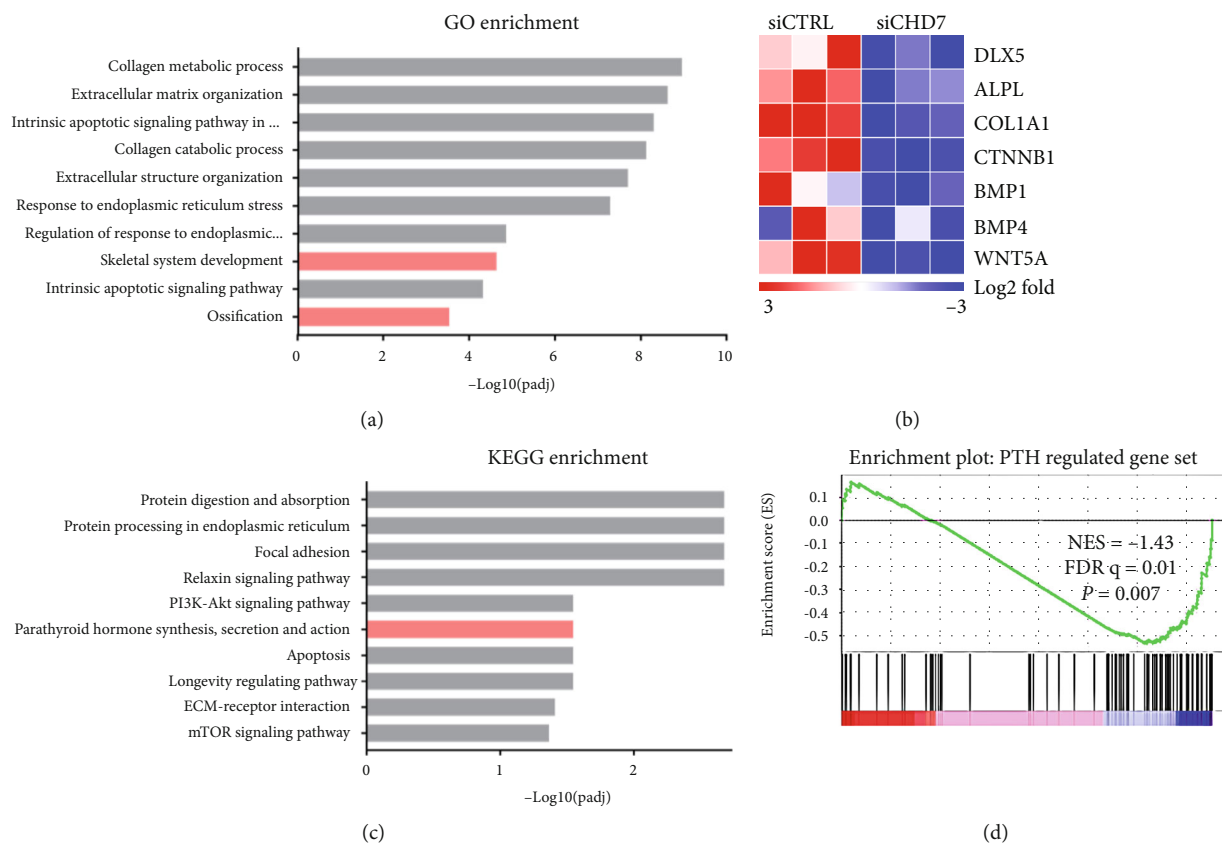 GO enrichment
Collagen metabolic process
Extracellular matrix organization
Intrinsic apoptotic signaling pathway in ...
Collagen catabolic process
Extracellular structure organization
Response to endoplasmic reticulum stress
Regulation of response to endoplasmic...
Skeletal system development
Intrinsic apoptotic signaling pathway
Ossification
0 2 4 6 8 10
–Log10(padj)
(a)
siCTRL siCHD7
DLX5
ALPL
COL1A1
CTNNB1
BMP1
BMP4
WNT5A
Log2 fold
3 –3
(b)
KEGG enrichment
Protein digestion and absorption
Protein processing in endoplasmic reticulum
Focal adhesion
Relaxin signaling pathway
PI3K-Akt signaling pathway
Parathyroid hormone synthesis, secretion and action
Apoptosis
Longevity regulating pathway
ECM-receptor interaction
mTOR signaling pathway
0 1 2
–Log10(padj)
(c)
Enrichment plot: PTH regulated gene set
Enrichment score (ES)
0.1
0.0
-0.1
-0.2
-0.3
-0.4
-0.5
NES = –1.43
FDR q = 0.01
P = 0.007
(d)